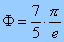 Φ = 7/5 · π/e